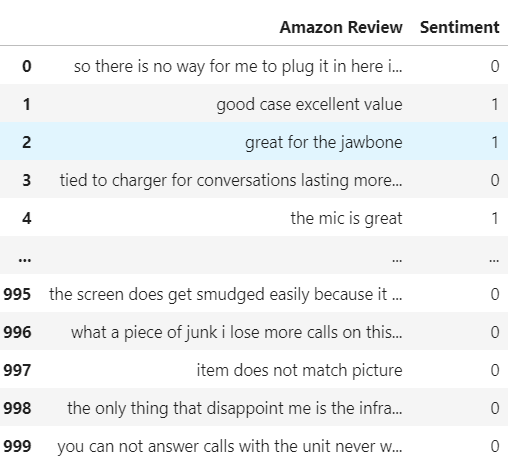 Amazon Review Sentiment
0 so there is no way for me to plug it in here i... 0
1 good case excellent value 1
2 great for the jawbone 1
3 tied to charger for conversations lasting more... 0
4 the mic is great 1
... ... ...
995 the screen does get smudged easily because it ... 0
996 what a piece of junk i lose more calls on this... 0
997 item does not match picture 0
998 the only thing that disappoint me is the infra... 0
999 you can not answer calls with the unit never w... 0